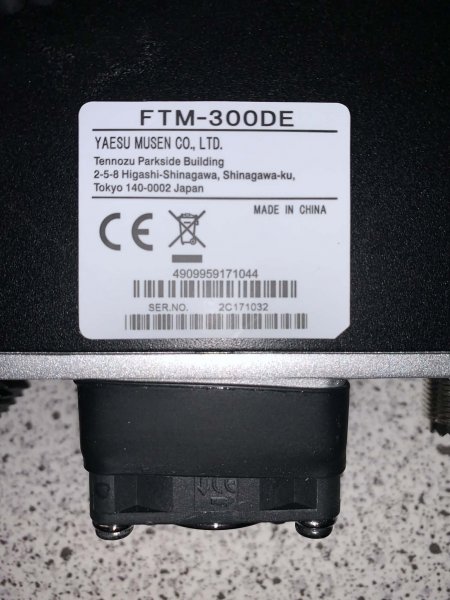 FTM-300DE
YAESU MUSEN CO., LTD.
Tennozu Parkside Building
2-5-8 Higashi-Shinagawa, Shinagawa-ku,
Tokyo 140-0002 Japan
MADE IN CHINA
CE
4909959171044
SER.NO. 2C171032